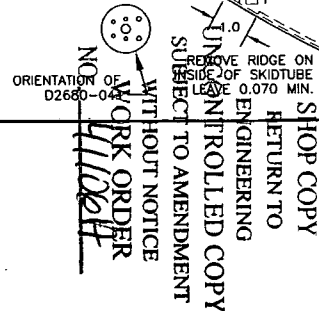 1.0
REMOVE RIDGE ON
INSIDE OF SKIDTUBE
LEAVE 0.070 MIN.
ORIENTATION OF
D2680-041
SHOP COPY
RETURN TO
ENGINEERING
UNCONTROLLED COPY
SUBJECT TO AMENDMENT
WITHOUT NOTICE
WORK ORDER
NO.